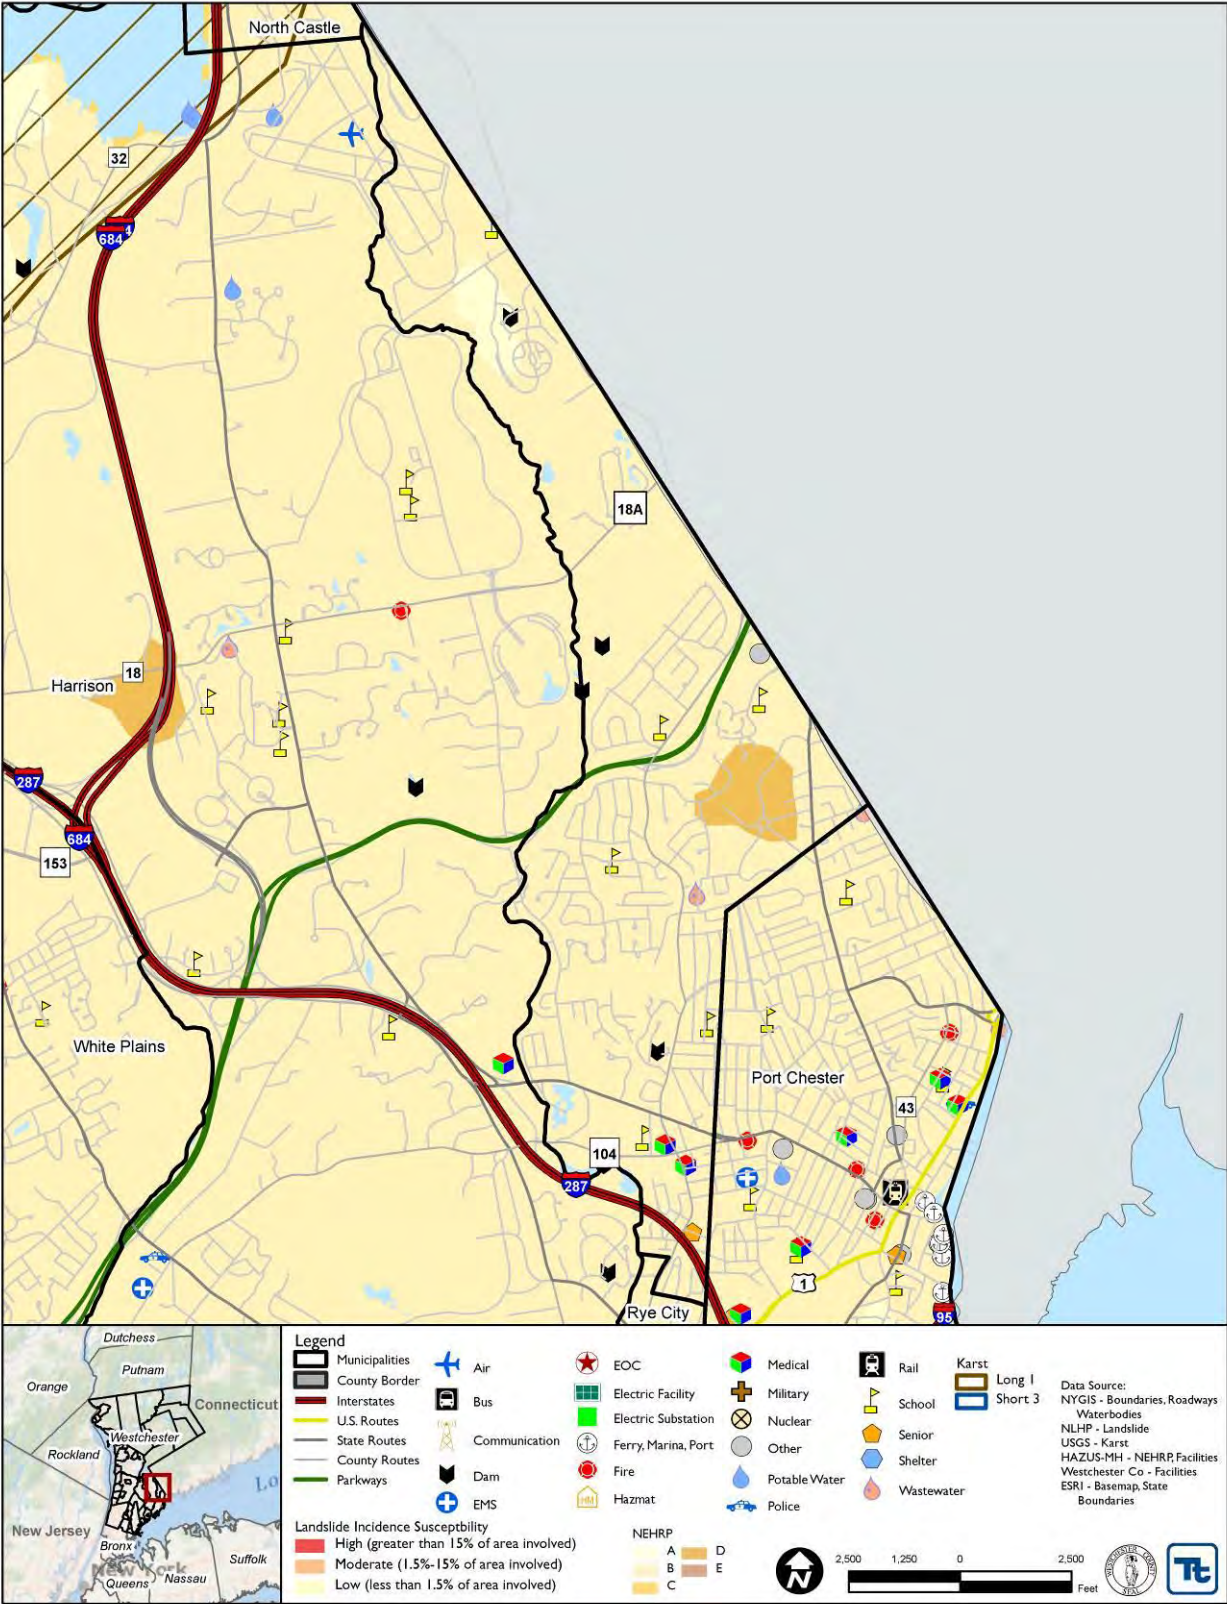 North Castle
32
684
4
18A
18
Harrison
287
684
153
White Plains
Port Chester
43
104
287
1
Rye City
95
Dutchess
Putnam
Orange
Connecticut
Westchester
Rockland
Lo
New Jersey
Bronx
New York
Suffolk
Queens
Nassau
Legend
Municipalities
County Border
Interstates
U.S. Routes
State Routes
County Routes
Parkways
Air
Bus
Communication
Dam
EMS
EOC
Electric Facility
Electric Substation
Ferry, Marina, Port
Fire
HM
Hazmat
Medical
Military
Nuclear
Other
Potable Water
Police
Rail
School
Senior
Shelter
Wastewater
Karst
Long 1
Short 3
Data Source:
NYGIS - Boundaries, Roadways
Waterbodies
NLHP - Landslide
USGS - Karst
HAZUS-MH - NEHRP, Facilities
Westchester Co - Facilities
ESRI - Basemap, State
Boundaries
Landslide Incidence Susceptbility
High (greater than 15% of area involved)
Moderate (1.5%-15% of area involved)
Low (less than 1.5% of area involved)
NEHRP
A
B
C
D
E
N
2,500 1,250 0 2,500
Feet
WESTCHESTER COUNTY
SEAL
Tt